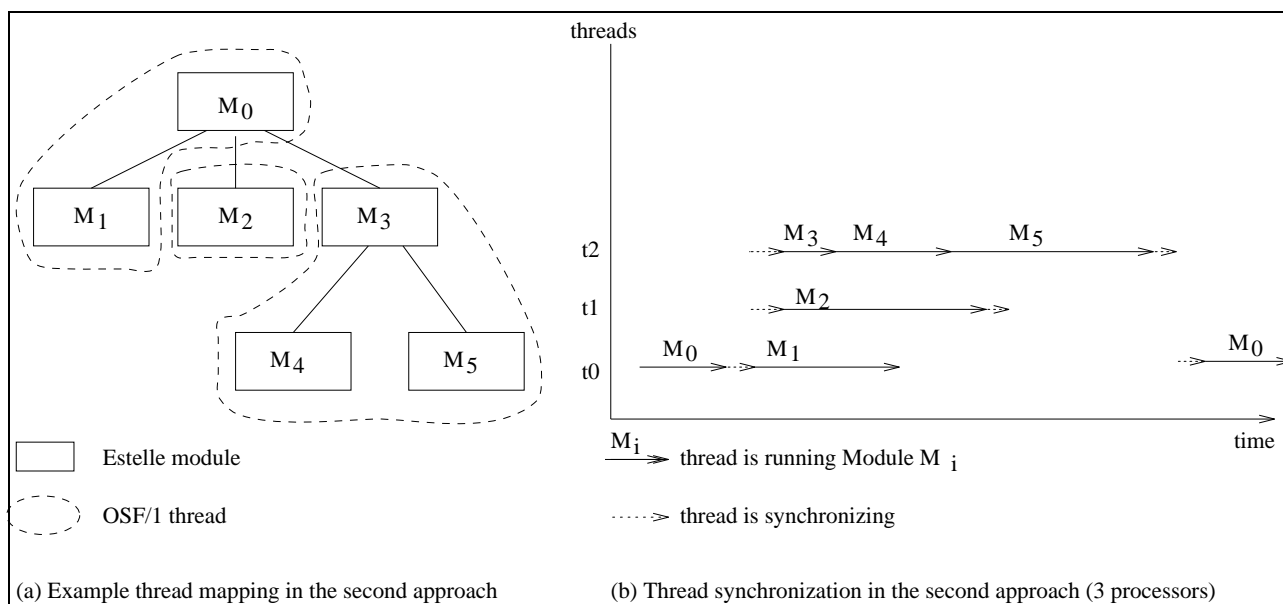 M0
M1
M2
M3
M4
M5
Estelle module
OSF/1 thread
(a) Example thread mapping in the second approach
threads
t2
M3
M4
M5
t1
M2
t0
M0
M1
M0
time
Mi
thread is running Module M i
thread is synchronizing
(b) Thread synchronization in the second approach (3 processors)